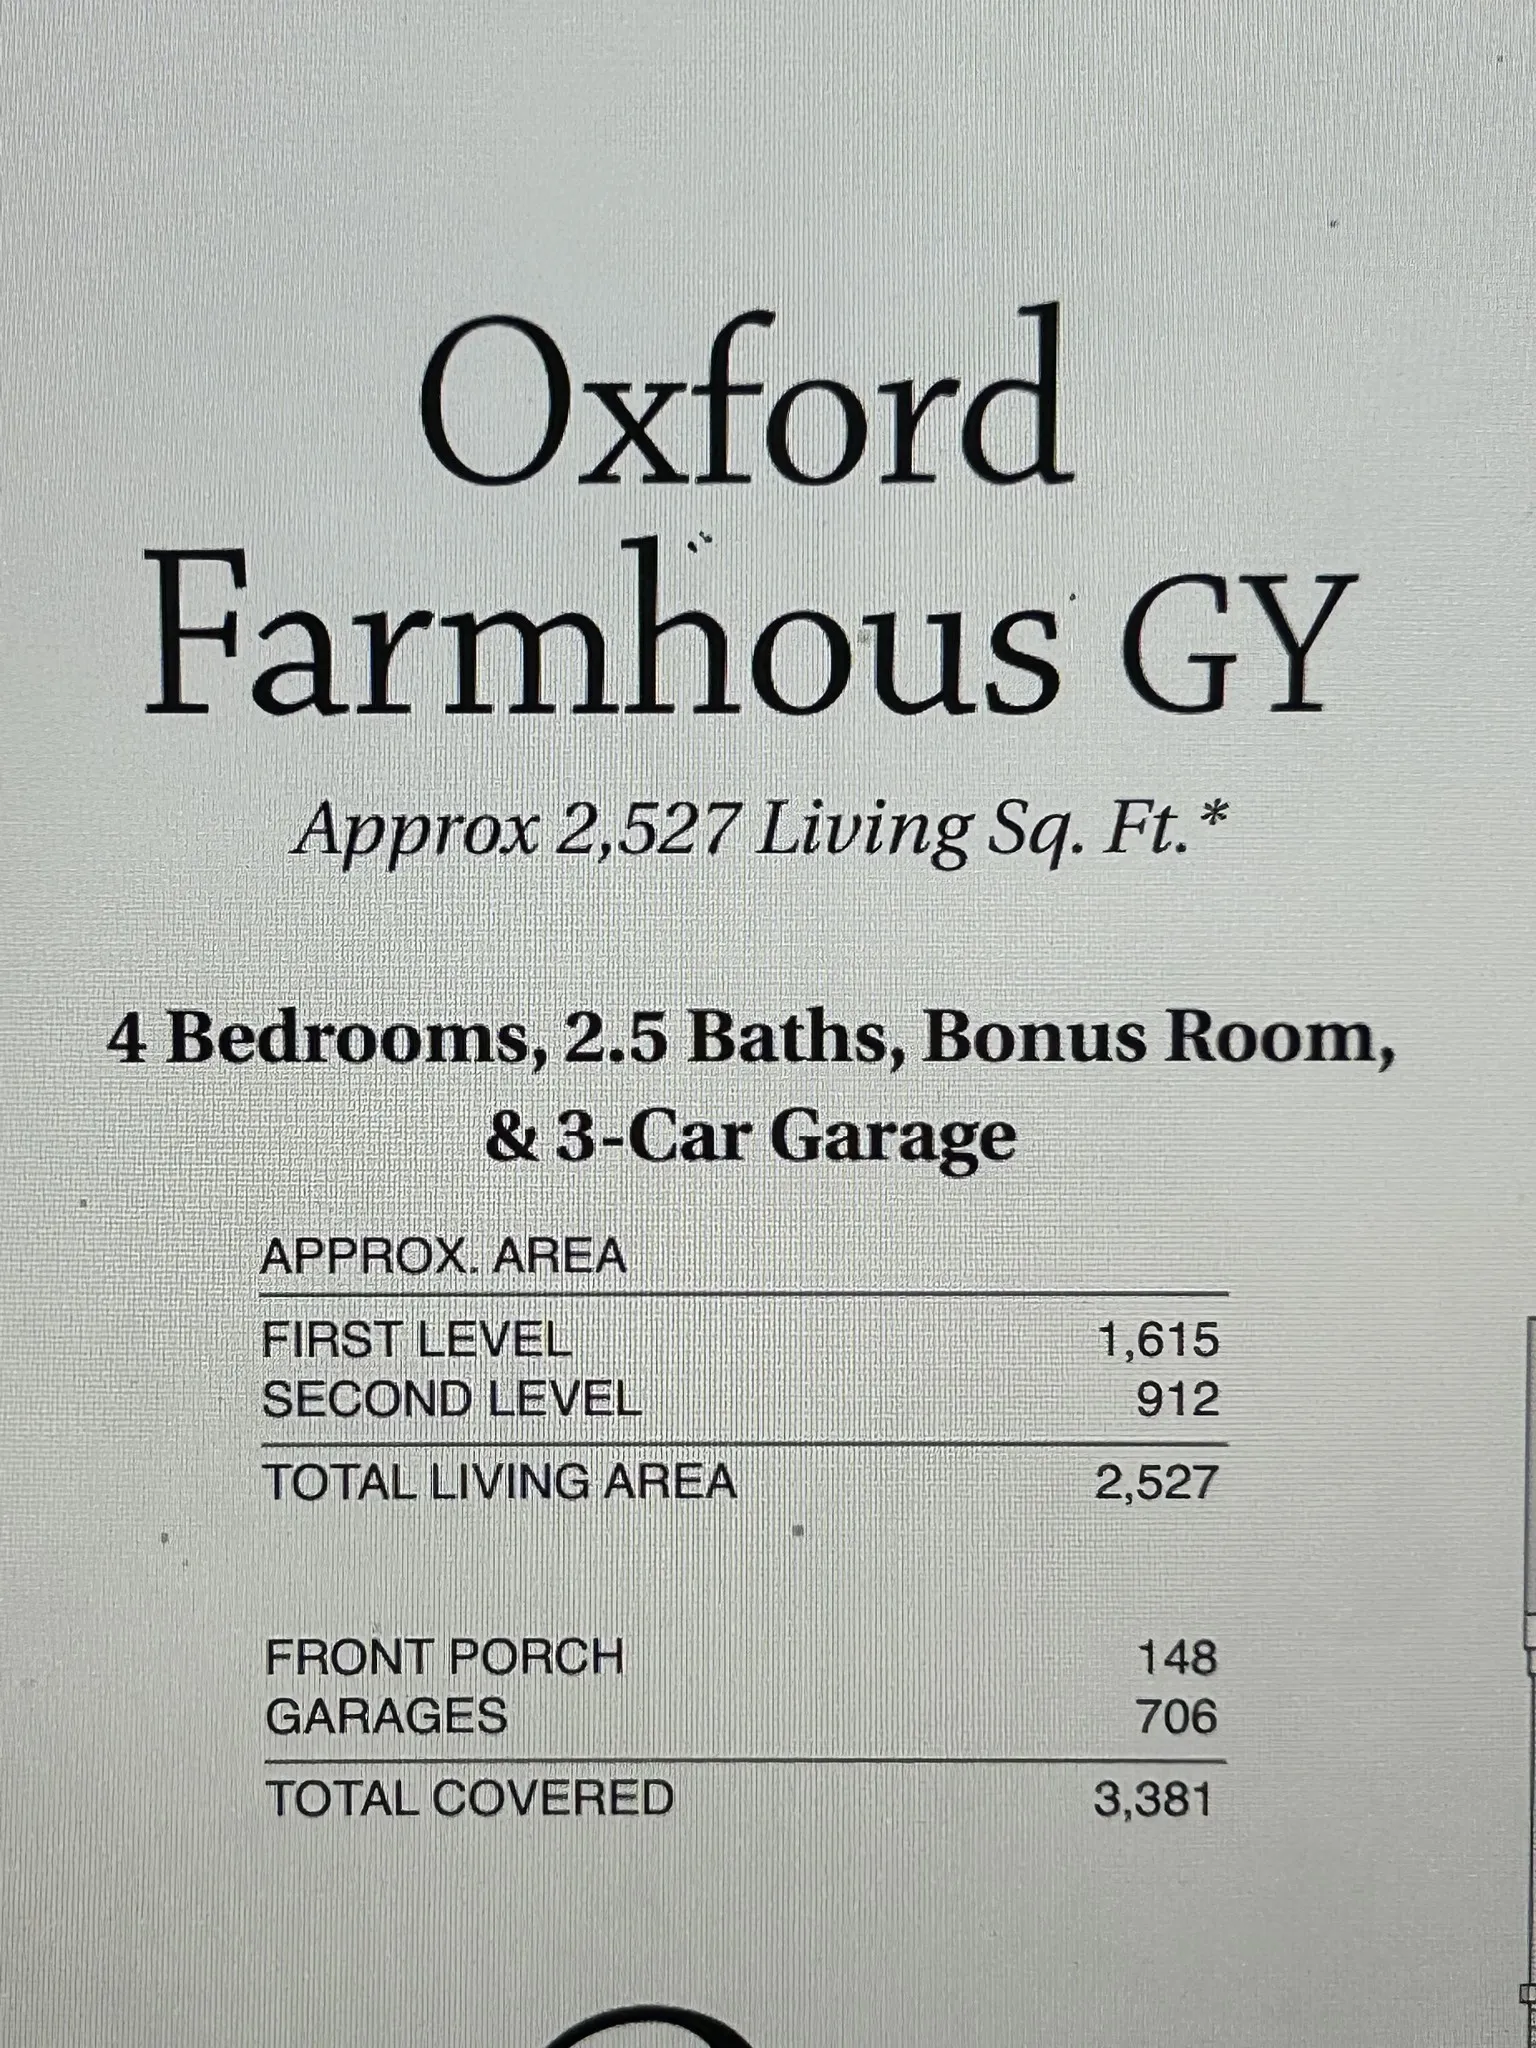 Oxford
Farmhous GY
Approx 2,527 Living Sq. Ft.*
4 Bedrooms, 2.5 Baths, Bonus Room,
& 3-Car Garage
APPROX. AREA
FIRST LEVEL 1,615
SECOND LEVEL 912
TOTAL LIVING AREA 2,527
FRONT PORCH 148
GARAGES 706
TOTAL COVERED 3,381